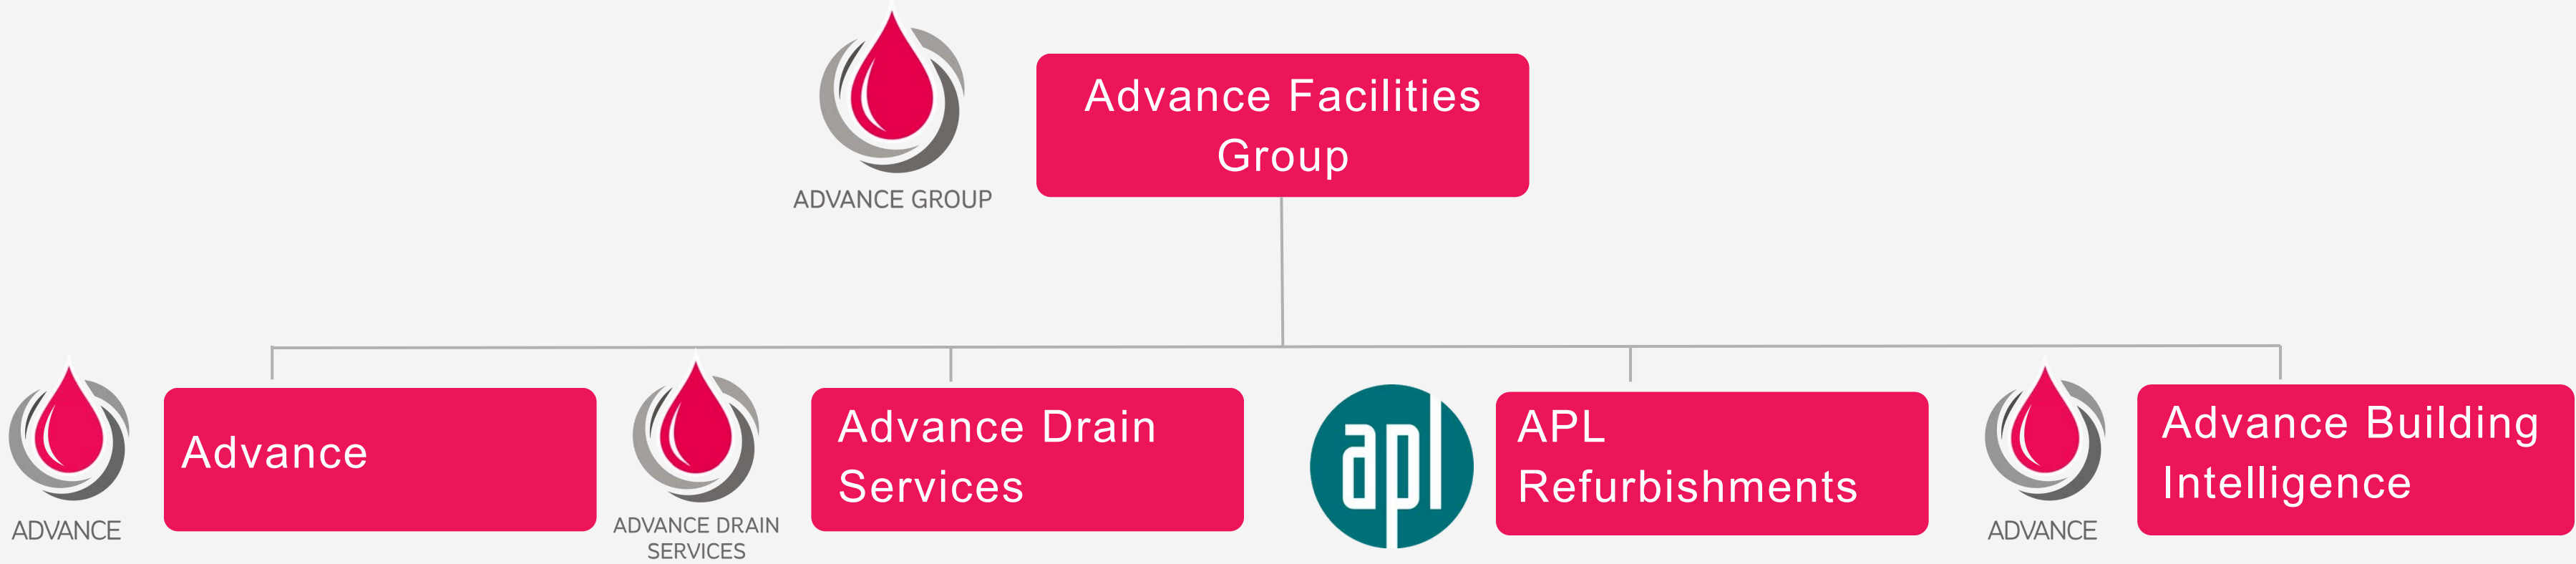 Advance Facilities
Group
ADVANCE GROUP
Advance
ADVANCE
Advance Drain
Services
ADVANCE DRAIN
SERVICES
apl
APL
Refurbishments
Advance Building
Intelligence
ADVANCE